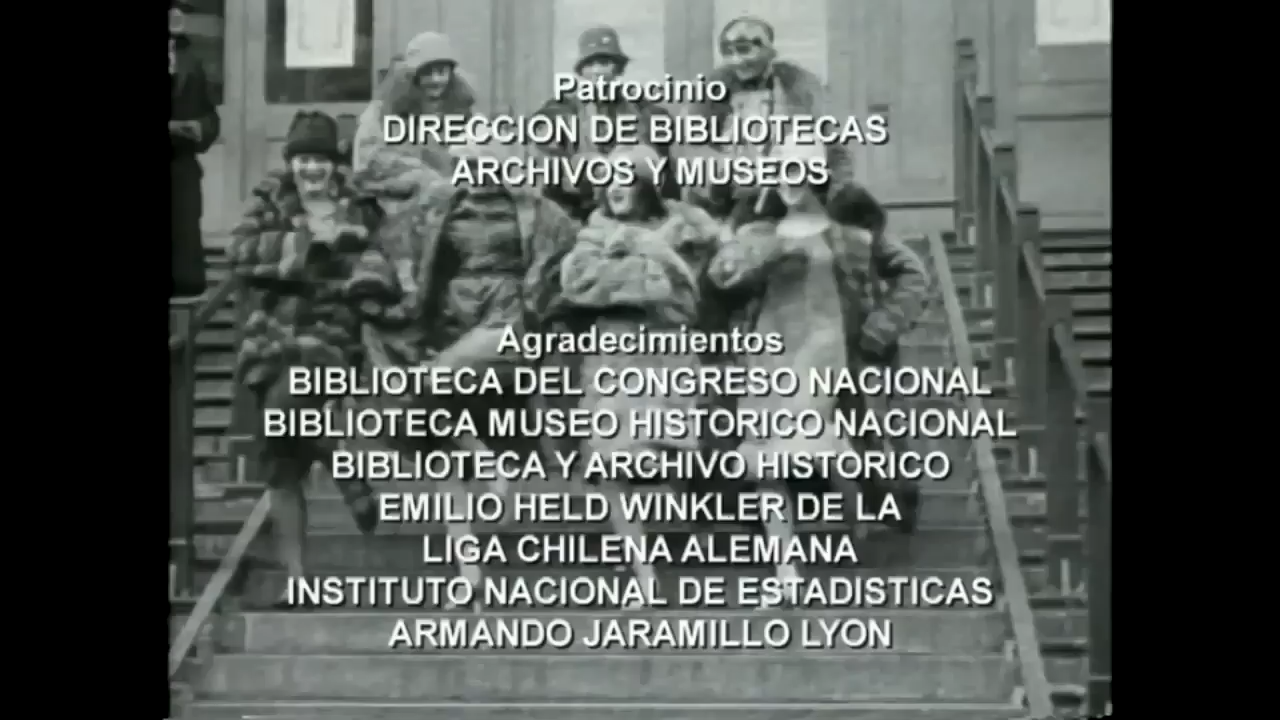 Patrocinio
DIRECCION DE BIBLIOTECAS
ARCHIVOS Y MUSEOS
Agradecimientos
BIBLIOTECA DEL CONGRESO NACIONAL
BIBLIOTECA MUSEO HISTORICO NACIONAL
BIBLIOTECA Y ARCHIVO HISTORICO
EMILIO HELD WINKLER DE LA
LIGA CHILENA ALEMANA
INSTITUTO NACIONAL DE ESTADISTICAS
ARMANDO JARAMILLO LYON